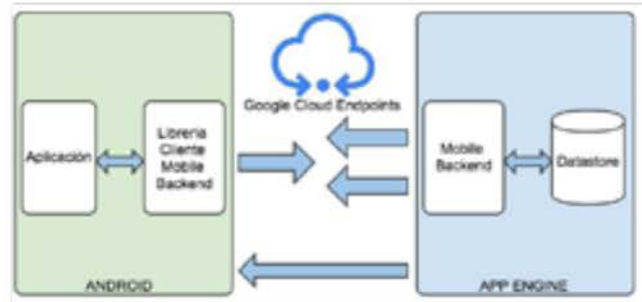 Google Cloud Endpoints
Aplicación
Libreria
Cliente
Mobile
Backend
Mobile
Backend
Datastore
ANDROID
APP ENGINE